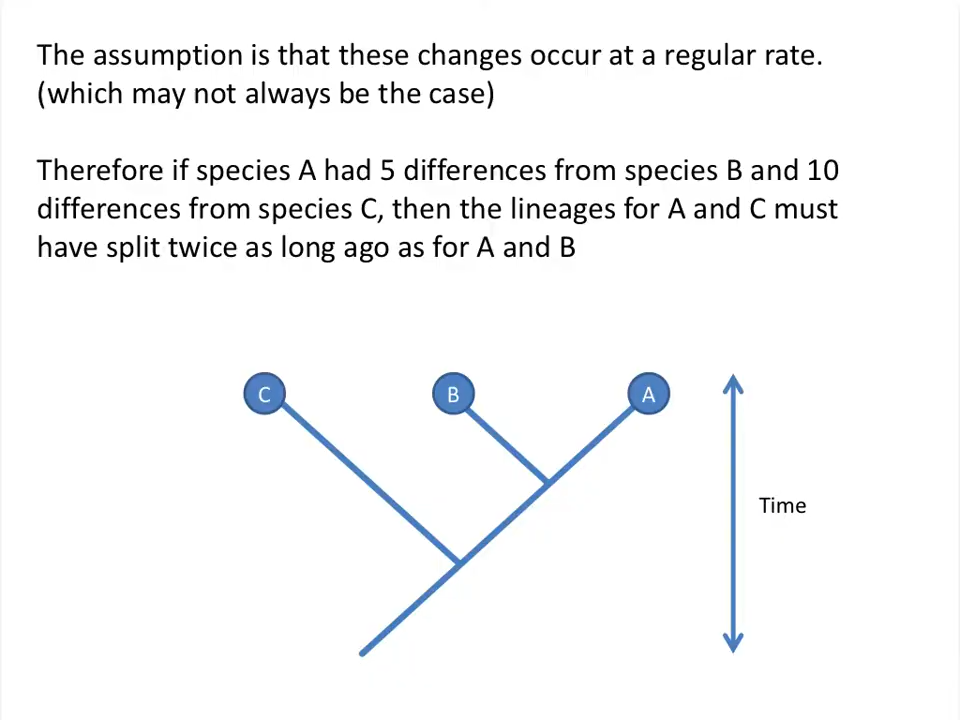 The assumption is that these changes occur at a regular rate.
(which may not always be the case)
Therefore if species A had 5 differences from species B and 10
differences from species C, then the lineages for A and C must
have split twice as long ago as for A and B
C
B
A
Time